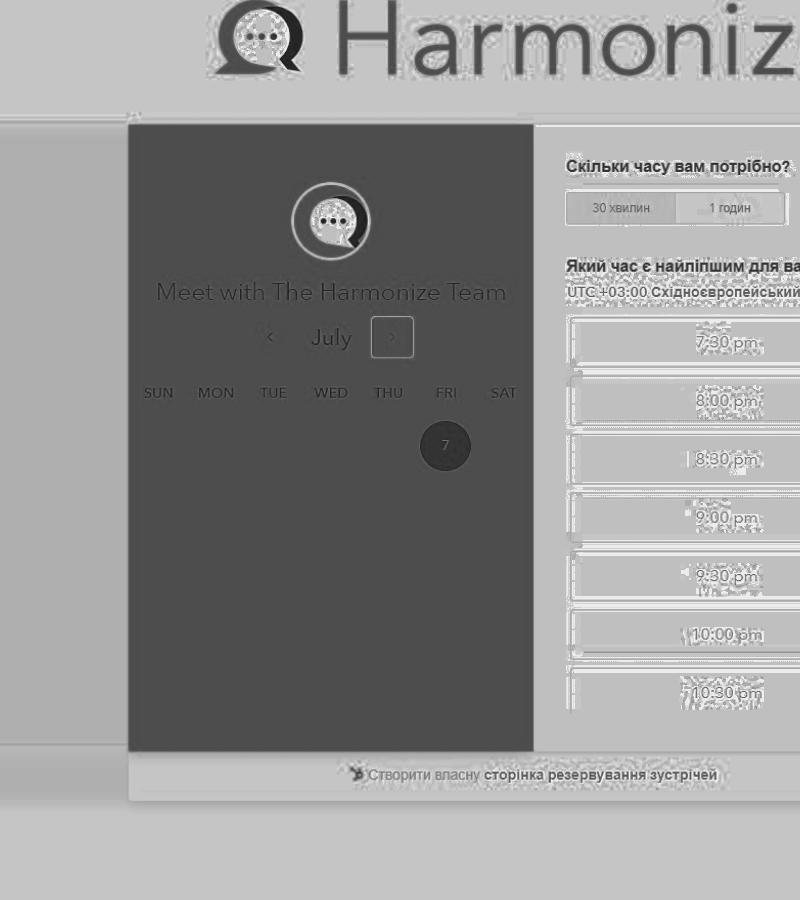 Harmoniz
Meet with The Harmonize Team
July
SUN MON TUE WED THU FRI SAT
7
Скільки часу вам потрібно?
30 хвилин 1 годин
Який час є найліпшим для ва
UTC +03:00 Східноєвропейський
7:30 pm
8:00 pm
8:30 pm
9:00 pm
9:30 pm
10:00 pm
10:30 pm
Створити власну сторінка резервування зустрічей